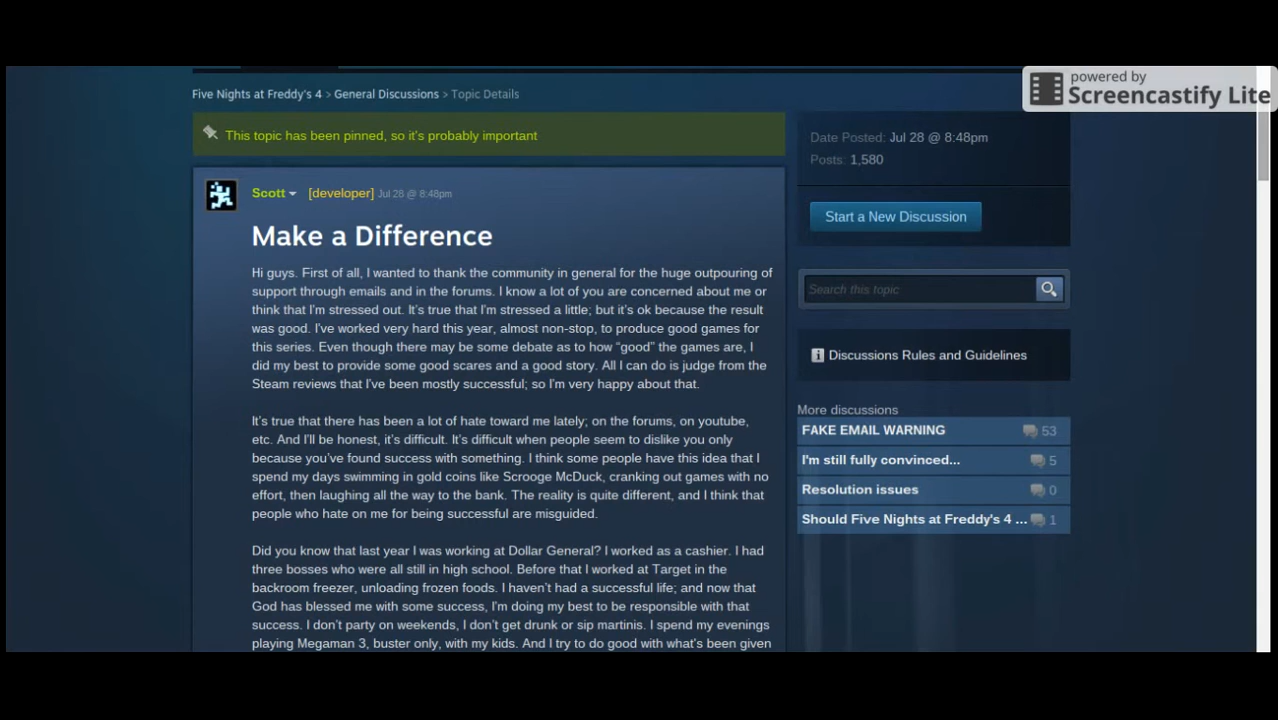 powered by
Screencastify Lite
Five Nights at Freddy's 4 > General Discussions > Topic Details
This topic has been pinned, so it's probably important
Scott [developer] Jul 28 @ 8:48pm
Make a Difference
Hi guys. First of all, I wanted to thank the community in general for the huge outpouring of
support through emails and in the forums. I know a lot of you are concerned about me or
think that I'm stressed out. It's true that I'm stressed a little; but it's ok because the result
was good. I've worked very hard this year, almost non-stop, to produce good games for
this series. Even though there may be some debate as to how “good” the games are, I
did my best to provide some good scares and a good story. All I can do is judge from the
Steam reviews that I've been mostly successful; so I'm very happy about that.
It's true that there has been a lot of hate toward me lately; on the forums, on youtube,
etc. And I'll be honest, it's difficult. It's difficult when people seem to dislike you only
because you've found success with something. I think some people have this idea that I
spend my days swimming in gold coins like Scrooge McDuck, cranking out games with no
effort, then laughing all the way to the bank. The reality is quite different, and I think that
people who hate on me for being successful are misguided.
Did you know that last year I was working at Dollar General? I worked as a cashier. I had
three bosses who were all still in high school. Before that I worked at Target in the
backroom freezer, unloading frozen foods. I haven't had a successful life; and now that
God has blessed me with some success, I'm doing my best to be responsible with that
success. I don't party on weekends, I don't get drunk or sip martinis. I spend my evenings
playing Megaman 3, buster only, with my kids. And I try to do good with what's been given
Date Posted: Jul 28 @ 8:48pm
Posts: 1,580
Start a New Discussion
Search this topic
Discussions Rules and Guidelines
More discussions
FAKE EMAIL WARNING 53
I'm still fully convinced... 5
Resolution issues 0
Should Five Nights at Freddy's 4 ... 1